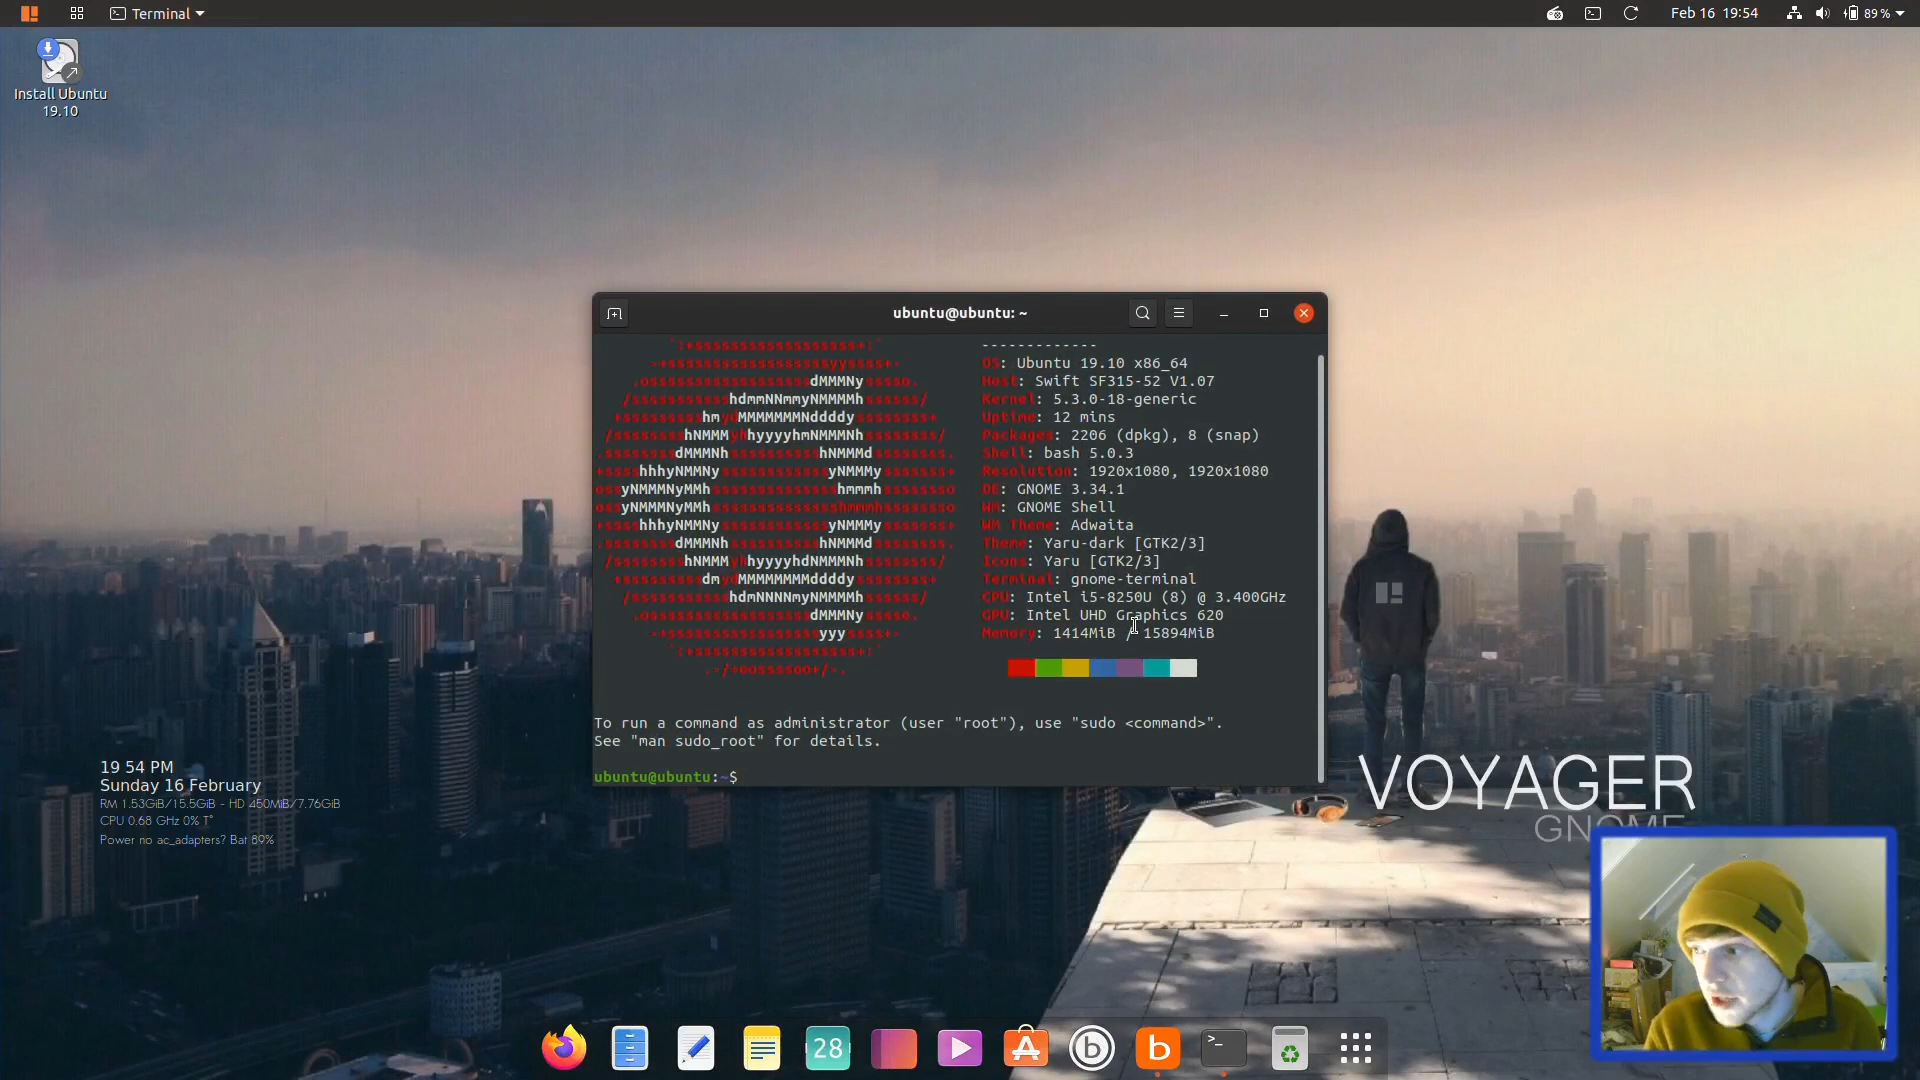 Terminal
Feb 16 19:54
89 %
Install Ubuntu
19.10
ubuntu@ubuntu: ~
-------------
OS: Ubuntu 19.10 x86_64
Host: Swift SF315-52 V1.07
Kernel: 5.3.0-18-generic
Uptime: 12 mins
Packages: 2206 (dpkg), 8 (snap)
Shell: bash 5.0.3
Resolution: 1920x1080, 1920x1080
DE: GNOME 3.34.1
WM: GNOME Shell
WM Theme: Adwaita
Theme: Yaru-dark [GTK2/3]
Icons: Yaru [GTK2/3]
Terminal: gnome-terminal
CPU: Intel i5-8250U (8) @ 3.400GHz
GPU: Intel UHD Graphics 620
Memory: 1414MiB / 15894MiB
To run a command as administrator (user "root"), use "sudo <command>".
See "man sudo_root" for details.
ubuntu@ubuntu:~$
19 54 PM
Sunday 16 February
RM 1.53GiB/15.5GiB - HD 450MiB/7.76GiB
CPU 0.68 GHz 0% T°
Power no ac_adapters? Bat 89%
VOYAGER
GNOME
28